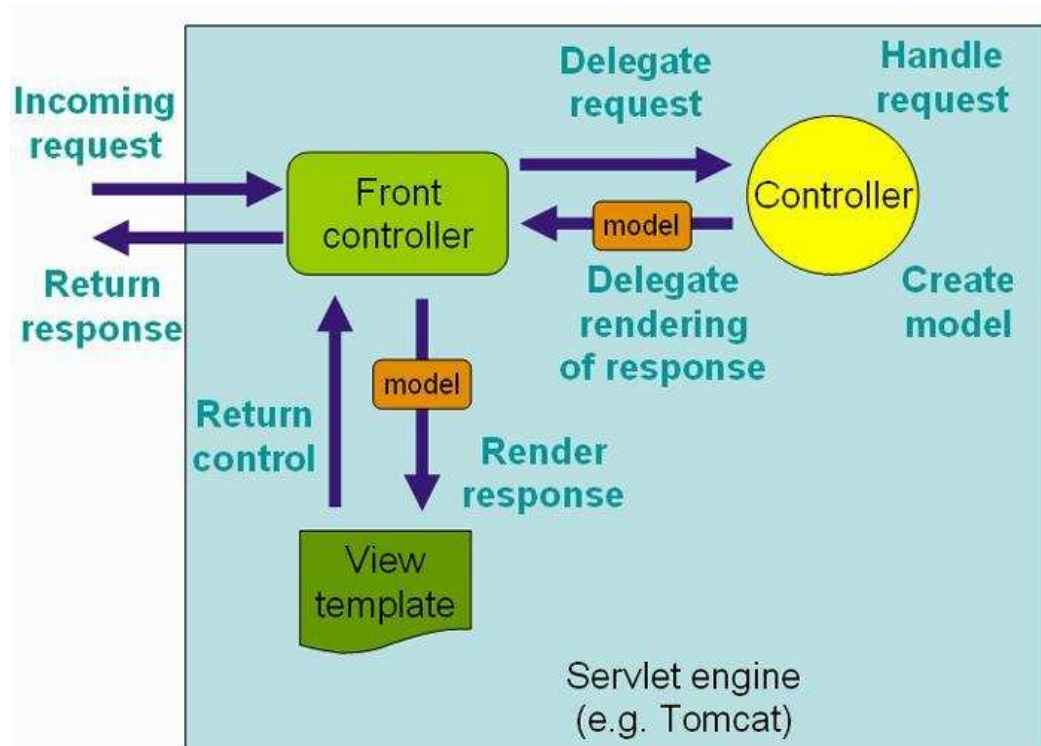 Incoming
request
Delegate
request
Handle
request
Front
controller
Controller
model
Return
response
Delegate
rendering
of response
Create
model
model
Return
control
Render
response
View
template
Servlet engine
(e.g. Tomcat)